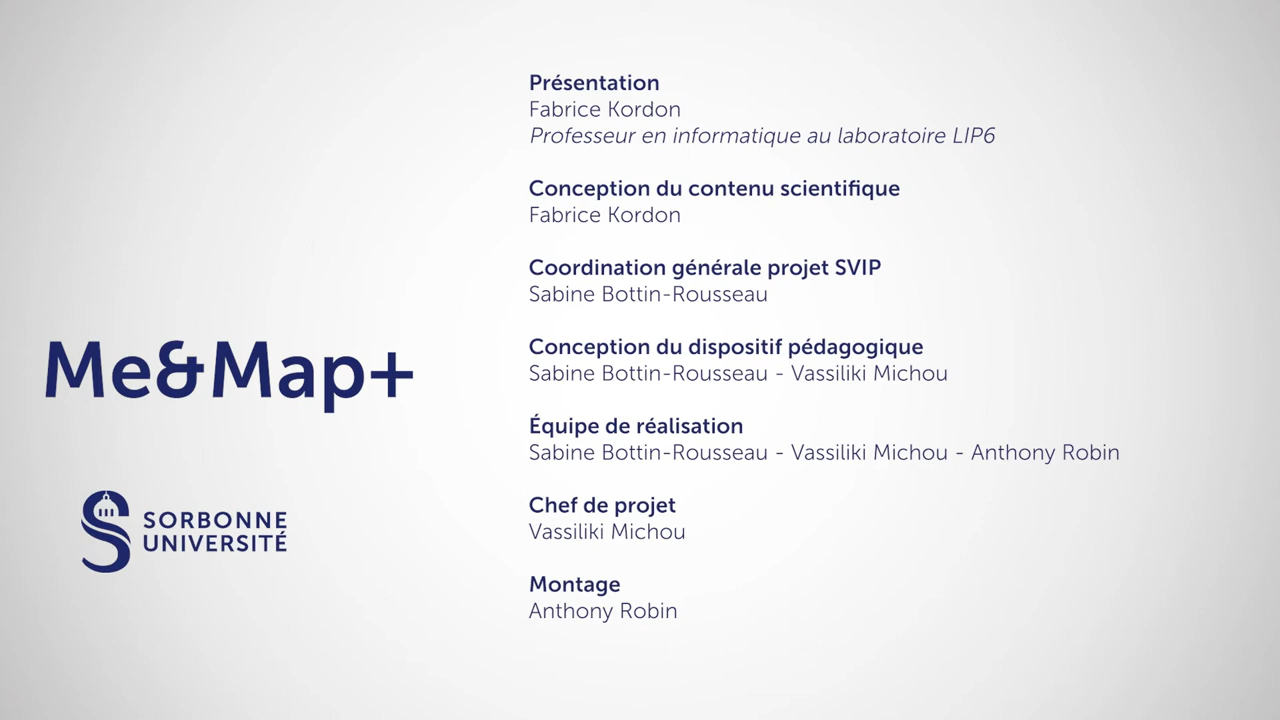 Présentation
Fabrice Kordon
Professeur en informatique au laboratoire LIP6
Conception du contenu scientifique
Fabrice Kordon
Coordination générale projet SVIP
Sabine Bottin-Rousseau
Conception du dispositif pédagogique
Sabine Bottin-Rousseau - Vassiliki Michou
Équipe de réalisation
Sabine Bottin-Rousseau - Vassiliki Michou - Anthony Robin
Chef de projet
Vassiliki Michou
Montage
Anthony Robin
Me&Map+
SORBONNE
UNIVERSITÉ